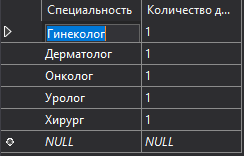 Специальность Количество д...
Гинеколог 1
Дерматолог 1
Онколог 1
Уролог 1
Хирург 1
NULL NULL